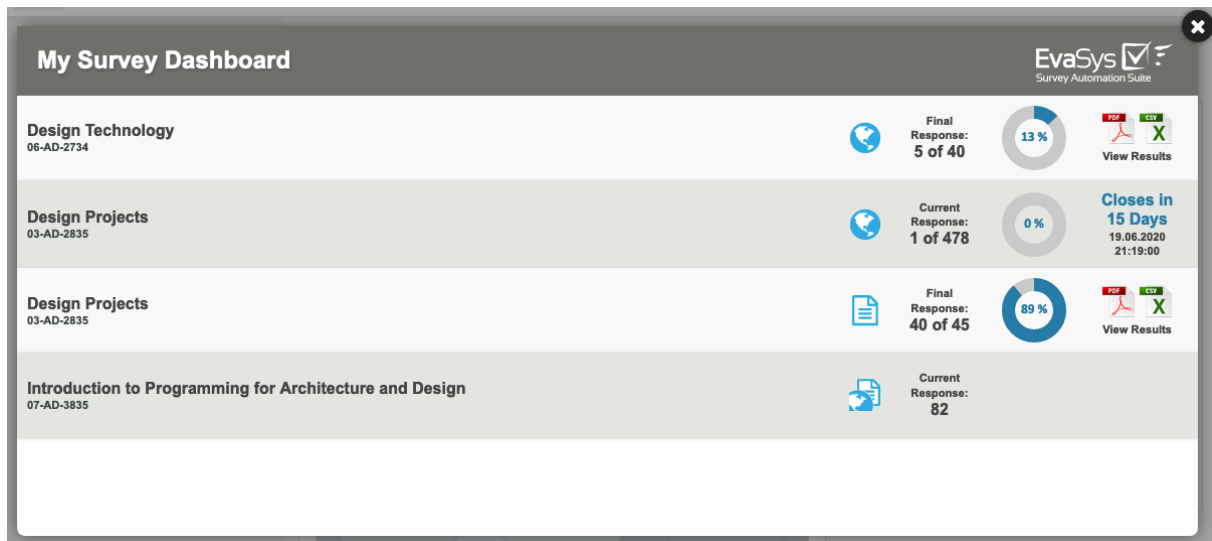 My Survey Dashboard
EvaSys
Survey Automation Suite
Design Technology
06-AD-2734
Final
Response:
5 of 40
13 %
PDF CSV
X
View Results
Design Projects
03-AD-2835
Current
Response:
1 of 478
0 %
Closes in
15 Days
19.06.2020
21:19:00
Design Projects
03-AD-2835
Final
Response:
40 of 45
89 %
PDF CSV
X
View Results
Introduction to Programming for Architecture and Design
07-AD-3835
Current
Response:
82